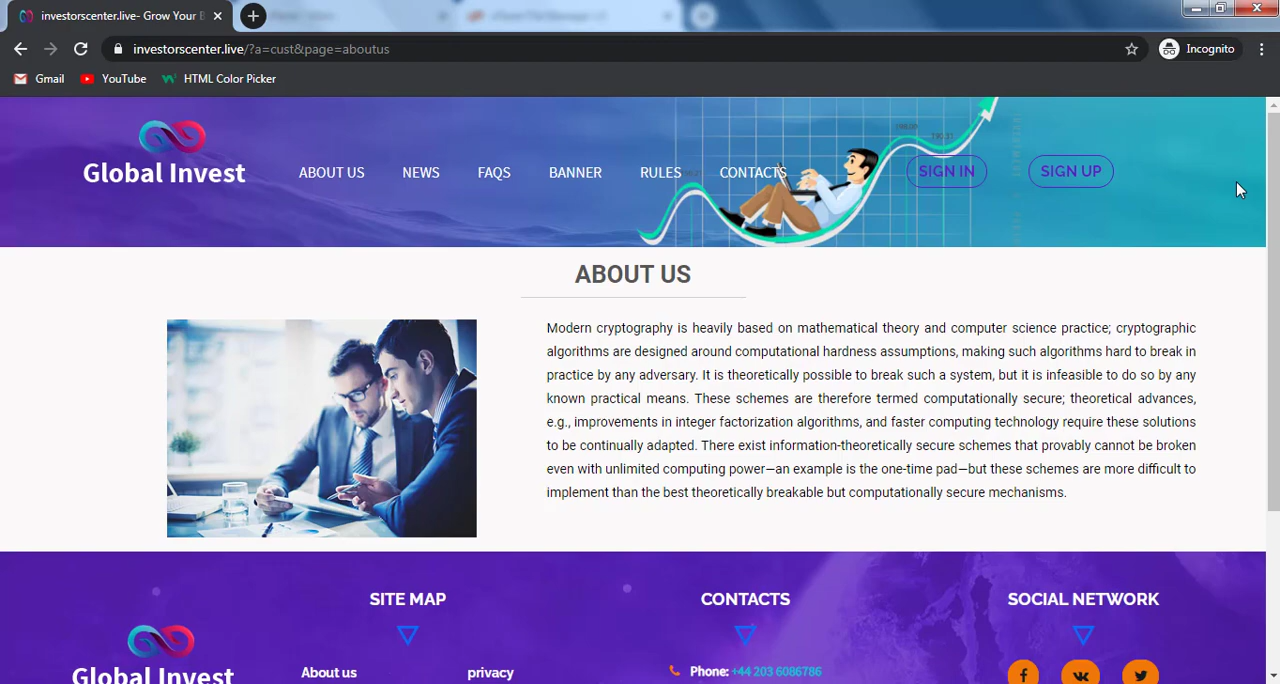 investorscenter.live- Grow Your B
investorscenter.live/?a=cust&page=aboutus
Incognito
Gmail
YouTube
HTML Color Picker
Global Invest
ABOUT US
NEWS
FAQS
BANNER
RULES
CONTACTS
SIGN IN
SIGN UP
ABOUT US
Modern cryptography is heavily based on mathematical theory and computer science practice; cryptographic
algorithms are designed around computational hardness assumptions, making such algorithms hard to break in
practice by any adversary. It is theoretically possible to break such a system, but it is infeasible to do so by any
known practical means. These schemes are therefore termed computationally secure; theoretical advances,
e.g., improvements in integer factorization algorithms, and faster computing technology require these solutions
to be continually adapted. There exist information-theoretically secure schemes that provably cannot be broken
even with unlimited computing power—an example is the one-time pad—but these schemes are more difficult to
implement than the best theoretically breakable but computationally secure mechanisms.
SITE MAP
CONTACTS
SOCIAL NETWORK
Global Invest
About us
privacy
Phone: +44 203 6086786